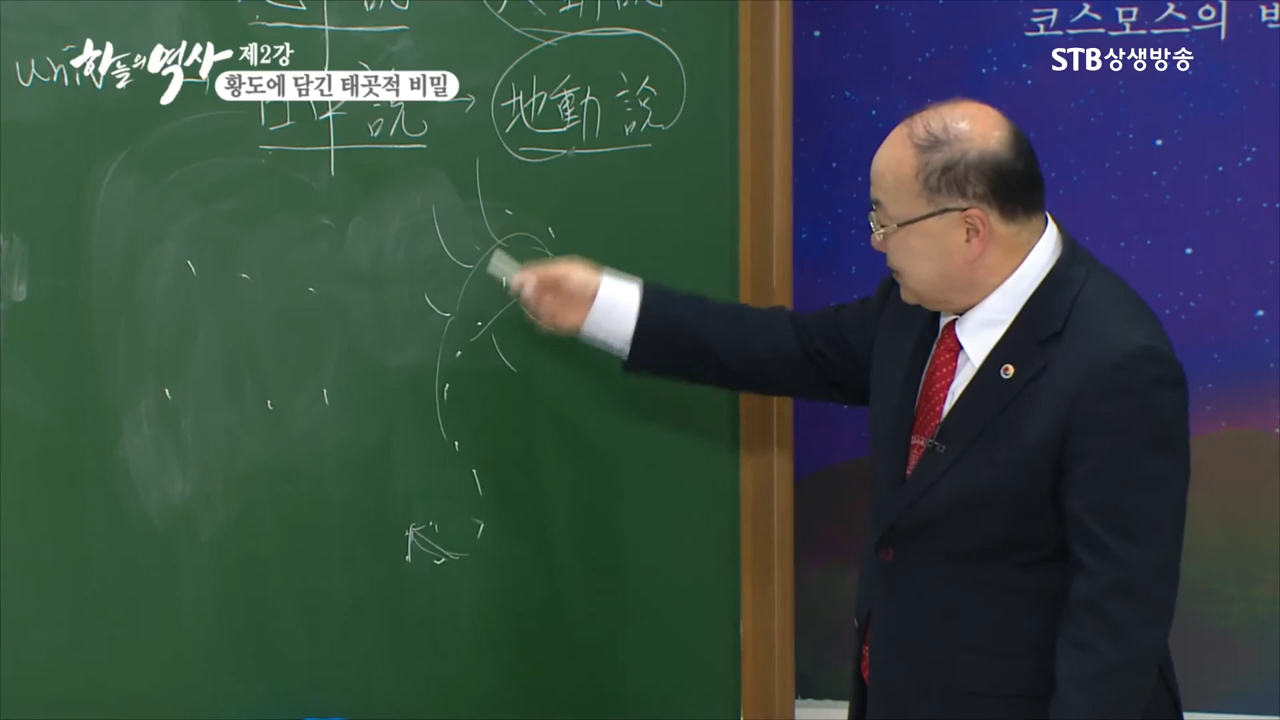 코스모스의
하늘의 역사 제2강
STB상생방송
황도에 담긴 태곳적 비밀
uni
說 → 地動說